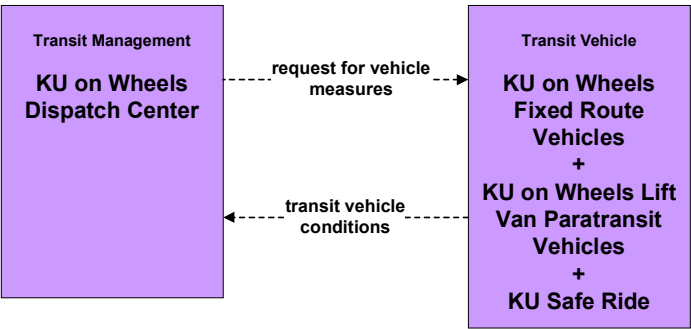 Transit Management
KU on Wheels
Dispatch Center
request for vehicle
measures
transit vehicle
conditions
Transit Vehicle
KU on Wheels
Fixed Route
Vehicles
+
KU on Wheels Lift
Van Paratransit
Vehicles
+
KU Safe Ride